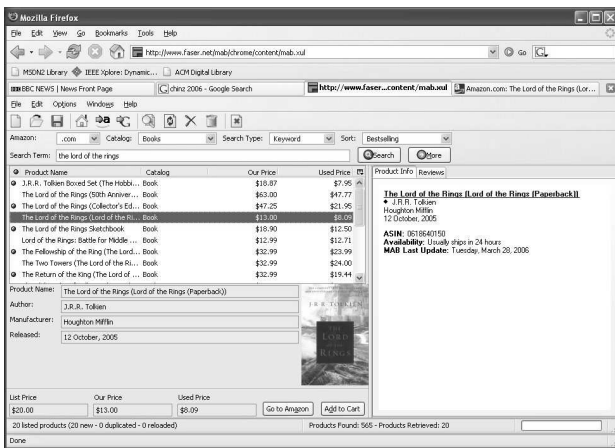 Mozilla Firefox
File Edit View Go Bookmarks Tools Help
http://www.faser.net/mab/chrome/content/mab.xul Go
MSDN2 Library IEEE Xplore: Dynamic... ACM Digital Library
BBC NEWS | News Front Page chinz 2006 - Google Search http://www.faser...content/mab.xul Amazon.com: The Lord of the Rings (Lor...
File Edit Options Windows Help
Amazon: .com Catalog: Books Search Type: Keyword Sort: Bestselling
Search Term: the lord of the rings Search More
Product Name Catalog Our Price Used Price
J.R.R. Tolkien Boxed Set (The Hobbi... Book $18.87 $7.95
The Lord of the Rings (50th Anniver... Book $63.00 $47.77
The Lord of the Rings (Collector's Ed... Book $47.25 $21.95
The Lord of the Rings (Lord of the Ri... Book $13.00 $8.09
The Lord of the Rings Sketchbook Book $18.90 $12.50
Lord of the Rings: Battle for Middle ... Book $12.99 $12.71
The Fellowship of the Ring (The Lord... Book $32.99 $23.99
The Two Towers (The Lord of the Ri... Book $32.99 $24.00
The Return of the King (The Lord of ... Book $32.99 $19.44
Product Info Reviews
The Lord of the Rings (Lord of the Rings (Paperback))
J.R.R. Tolkien
Houghton Mifflin
12 October, 2005
ASIN: 0618640150
Availability: Usually ships in 24 hours
MAB Last Update: Tuesday, March 28, 2006
Product Name: The Lord of the Rings (Lord of the Rings (Paperback))
Author: J.R.R. Tolkien
Manufacturer: Houghton Mifflin
Released: 12 October, 2005
J.R.R. TOLKIEN
THE
LORD
OF THE
RINGS
List Price Our Price Used Price
$20.00 $13.00 $8.09 Go to Amazon Add to Cart
20 listed products (20 new - 0 duplicated - 0 reloaded) Products Found: 565 - Products Retrieved: 20
Done